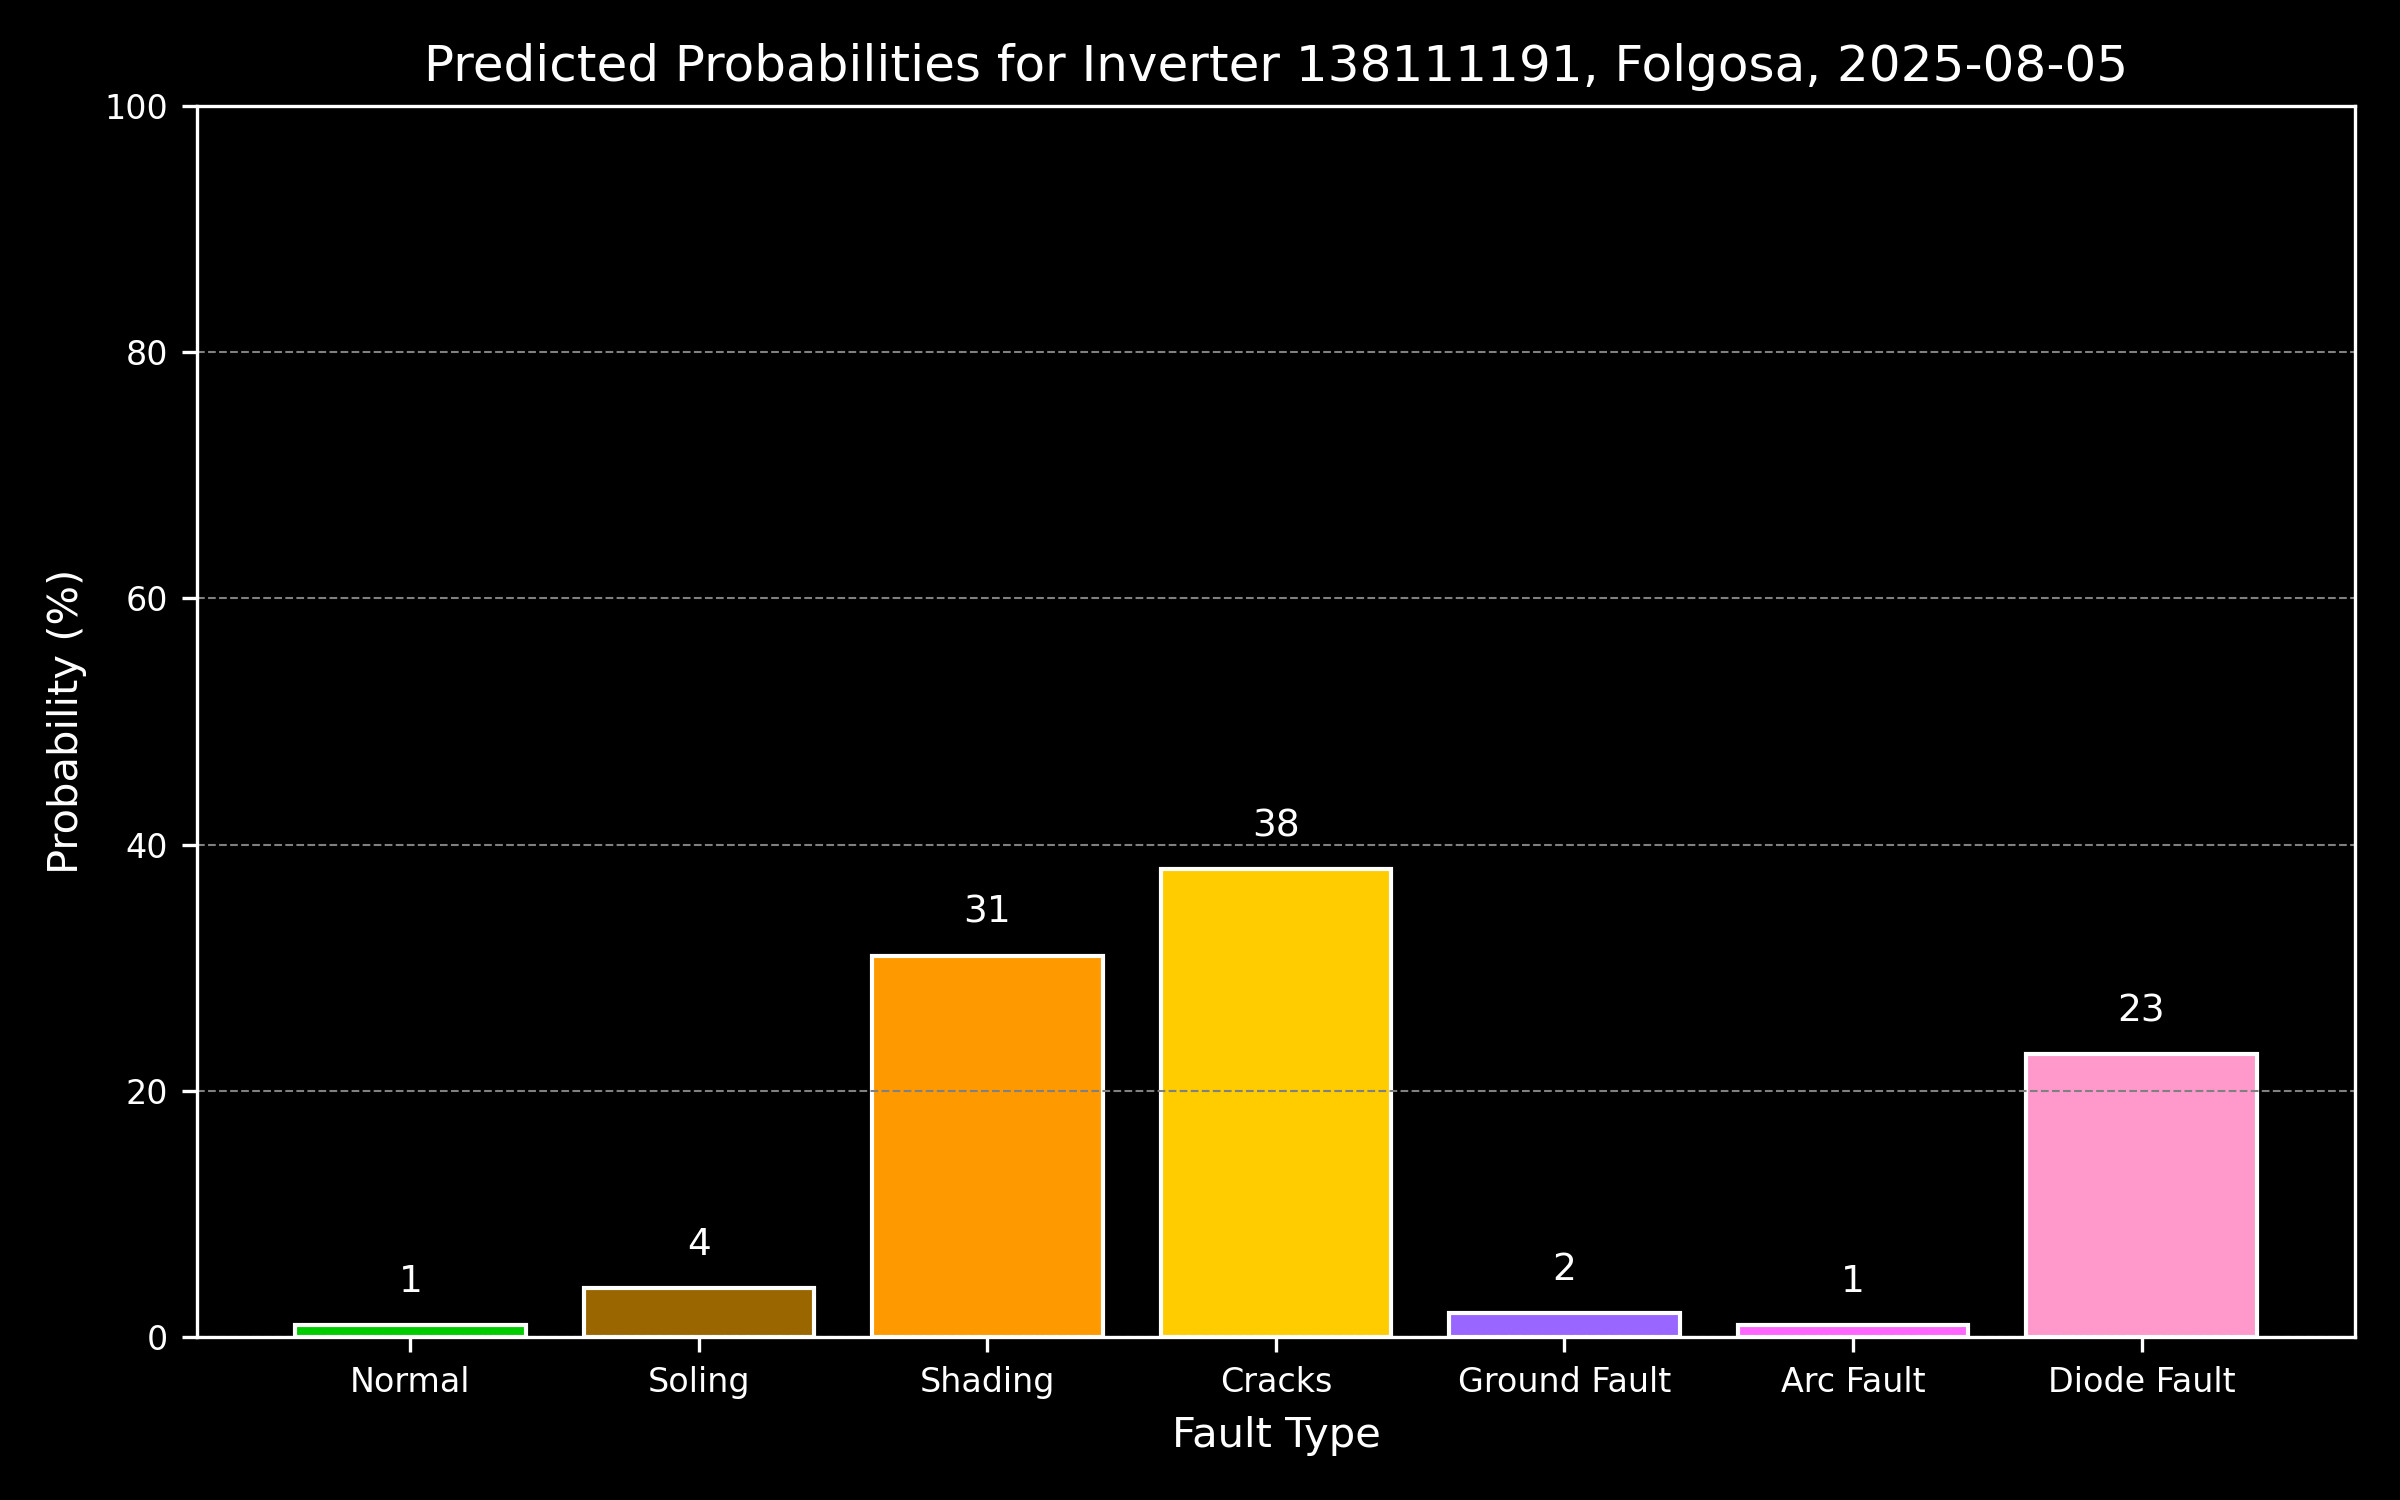 Predicted Probabilities for Inverter 138111191, Folgosa, 2025-08-05
100
80
60
40
20
0
Probability (%)
1
4
31
38
2
1
23
Normal
Soling
Shading
Cracks
Ground Fault
Arc Fault
Diode Fault
Fault Type